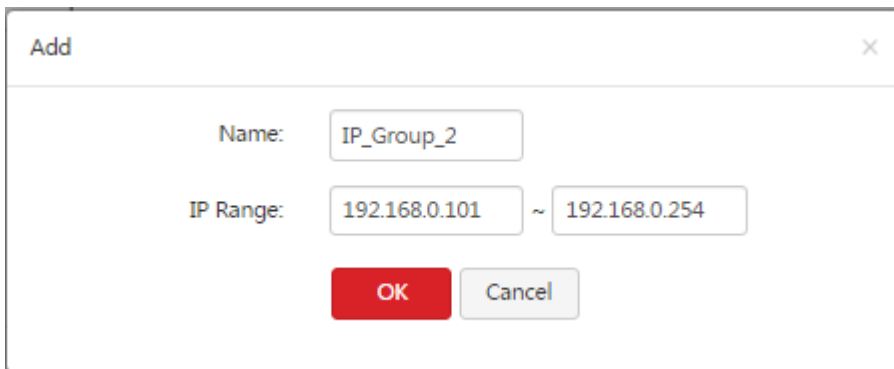 Add ×
Name: IP_Group_2
IP Range: 192.168.0.101 ~ 192.168.0.254
OK Cancel